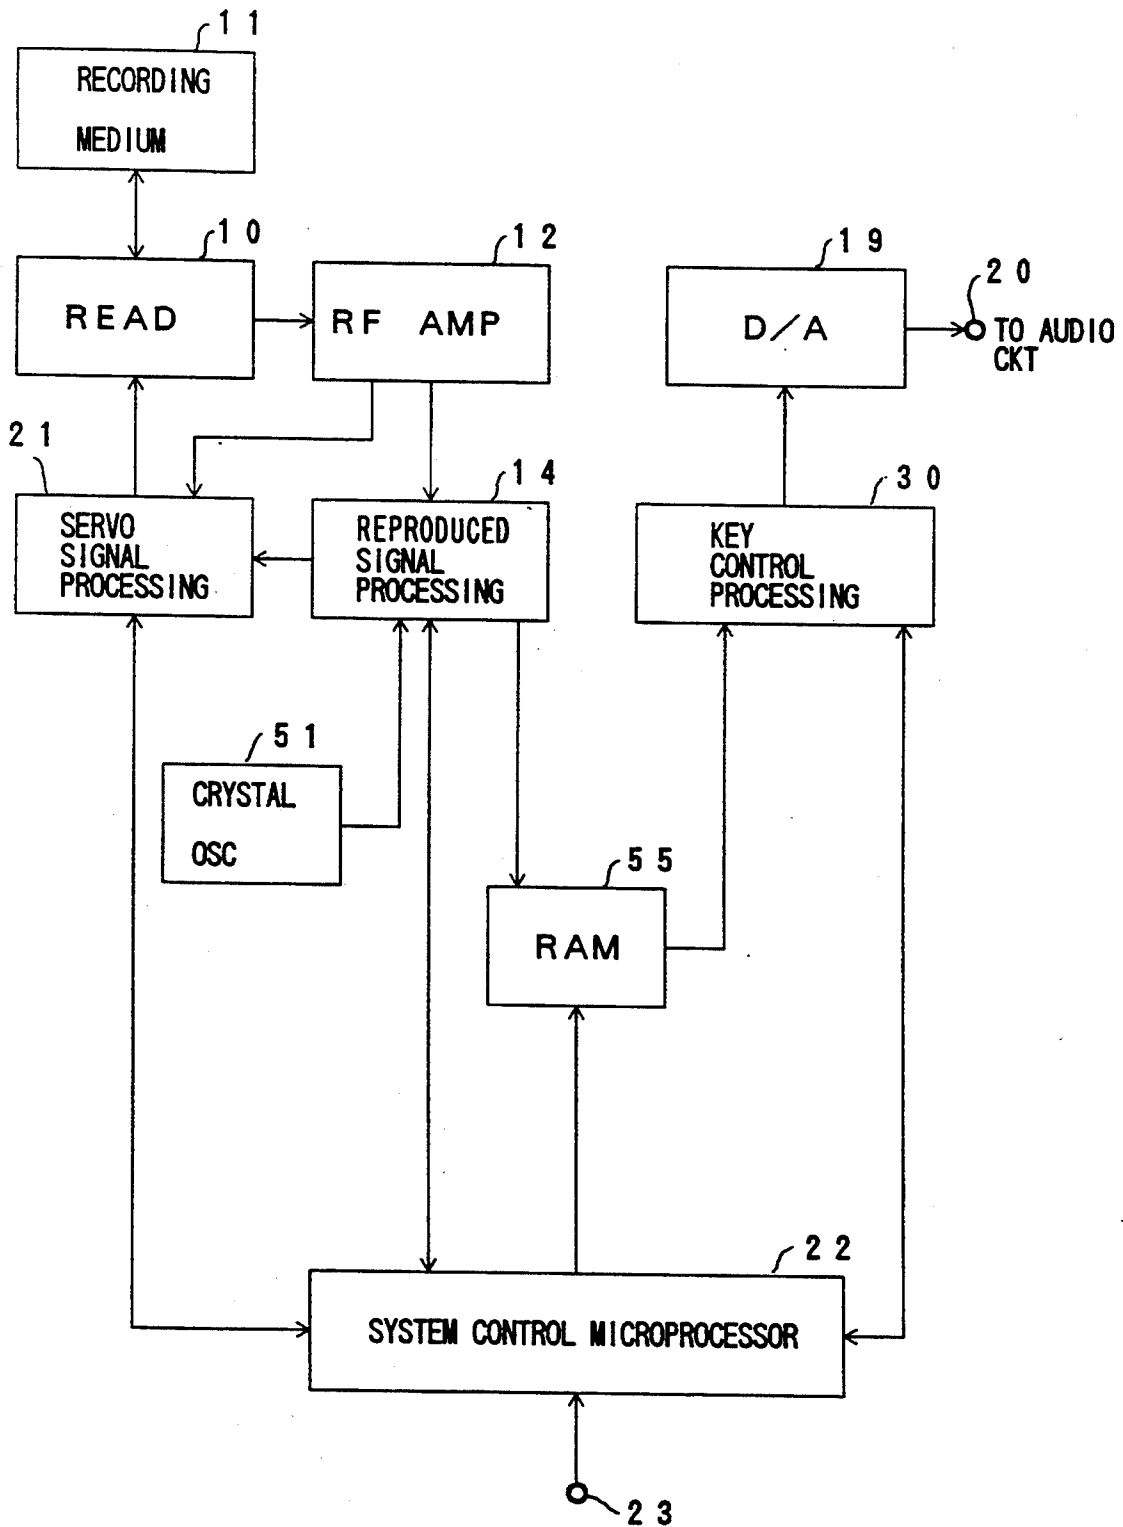 11
RECORDING
MEDIUM
10
READ
12
RF AMP
19
D/A
20
TO AUDIO
CKT
21
SERVO
SIGNAL
PROCESSING
14
REPRODUCED
SIGNAL
PROCESSING
30
KEY
CONTROL
PROCESSING
51
CRYSTAL
OSC
55
RAM
22
SYSTEM CONTROL MICROPROCESSOR
23